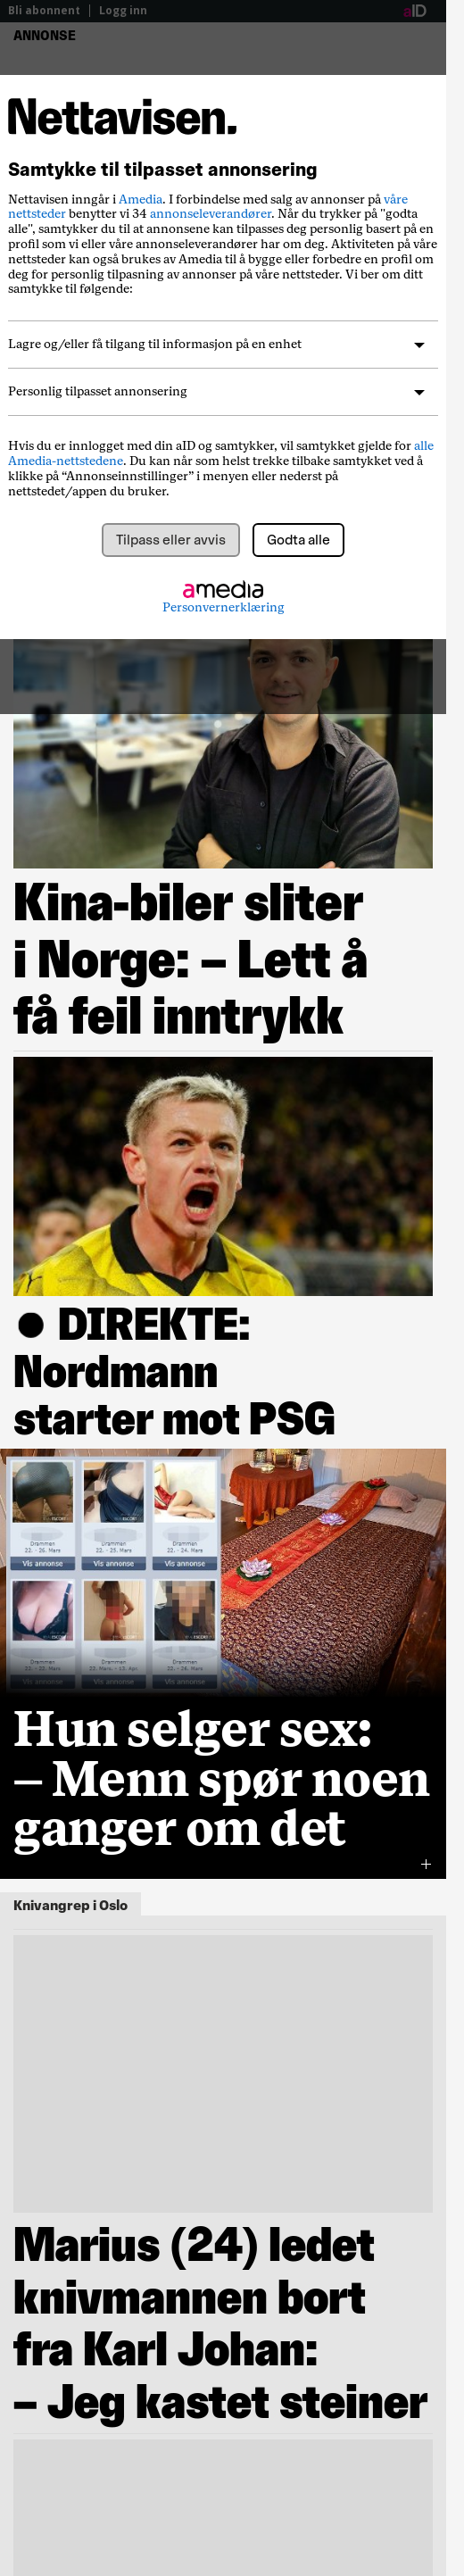 Bli abonnent
Logg inn
aID
ANNONSE
Nettavisen.
Samtykke til tilpasset annonsering
Nettavisen inngår i Amedia. I forbindelse med salg av annonser på våre
nettsteder benytter vi 34 annonseleverandører. Når du trykker på "godta
alle", samtykker du til at annonsene kan tilpasses deg personlig basert på en
profil som vi eller våre annonseleverandører har om deg. Aktiviteten på våre
nettsteder kan også brukes av Amedia til å bygge eller forbedre en profil om
deg for personlig tilpasning av annonser på våre nettsteder. Vi ber om ditt
samtykke til følgende:
Lagre og/eller få tilgang til informasjon på en enhet
Personlig tilpasset annonsering
Hvis du er innlogget med din aID og samtykker, vil samtykket gjelde for alle
Amedia-nettstedene. Du kan når som helst trekke tilbake samtykket ved å
klikke på “Annonseinnstillinger” i menyen eller nederst på
nettstedet/appen du bruker.
Tilpass eller avvis
Godta alle
amedia
Personvernerklæring
Kina-biler sliter
i Norge: – Lett å
få feil inntrykk
● DIREKTE:
Nordmann
starter mot PSG
Drammen Drammen Drammen
22. - 26. Mars 22. - 25. Mars 22. - 24. Mars
Vis annonse Vis annonse Vis annonse
Drammen Drammen Drammen
Vis annonse Vis annonse Vis annonse
Hun selger sex:
– Menn spør noen
ganger om det
+
Knivangrep i Oslo
Marius (24) ledet
knivmannen bort
fra Karl Johan:
– Jeg kastet steiner